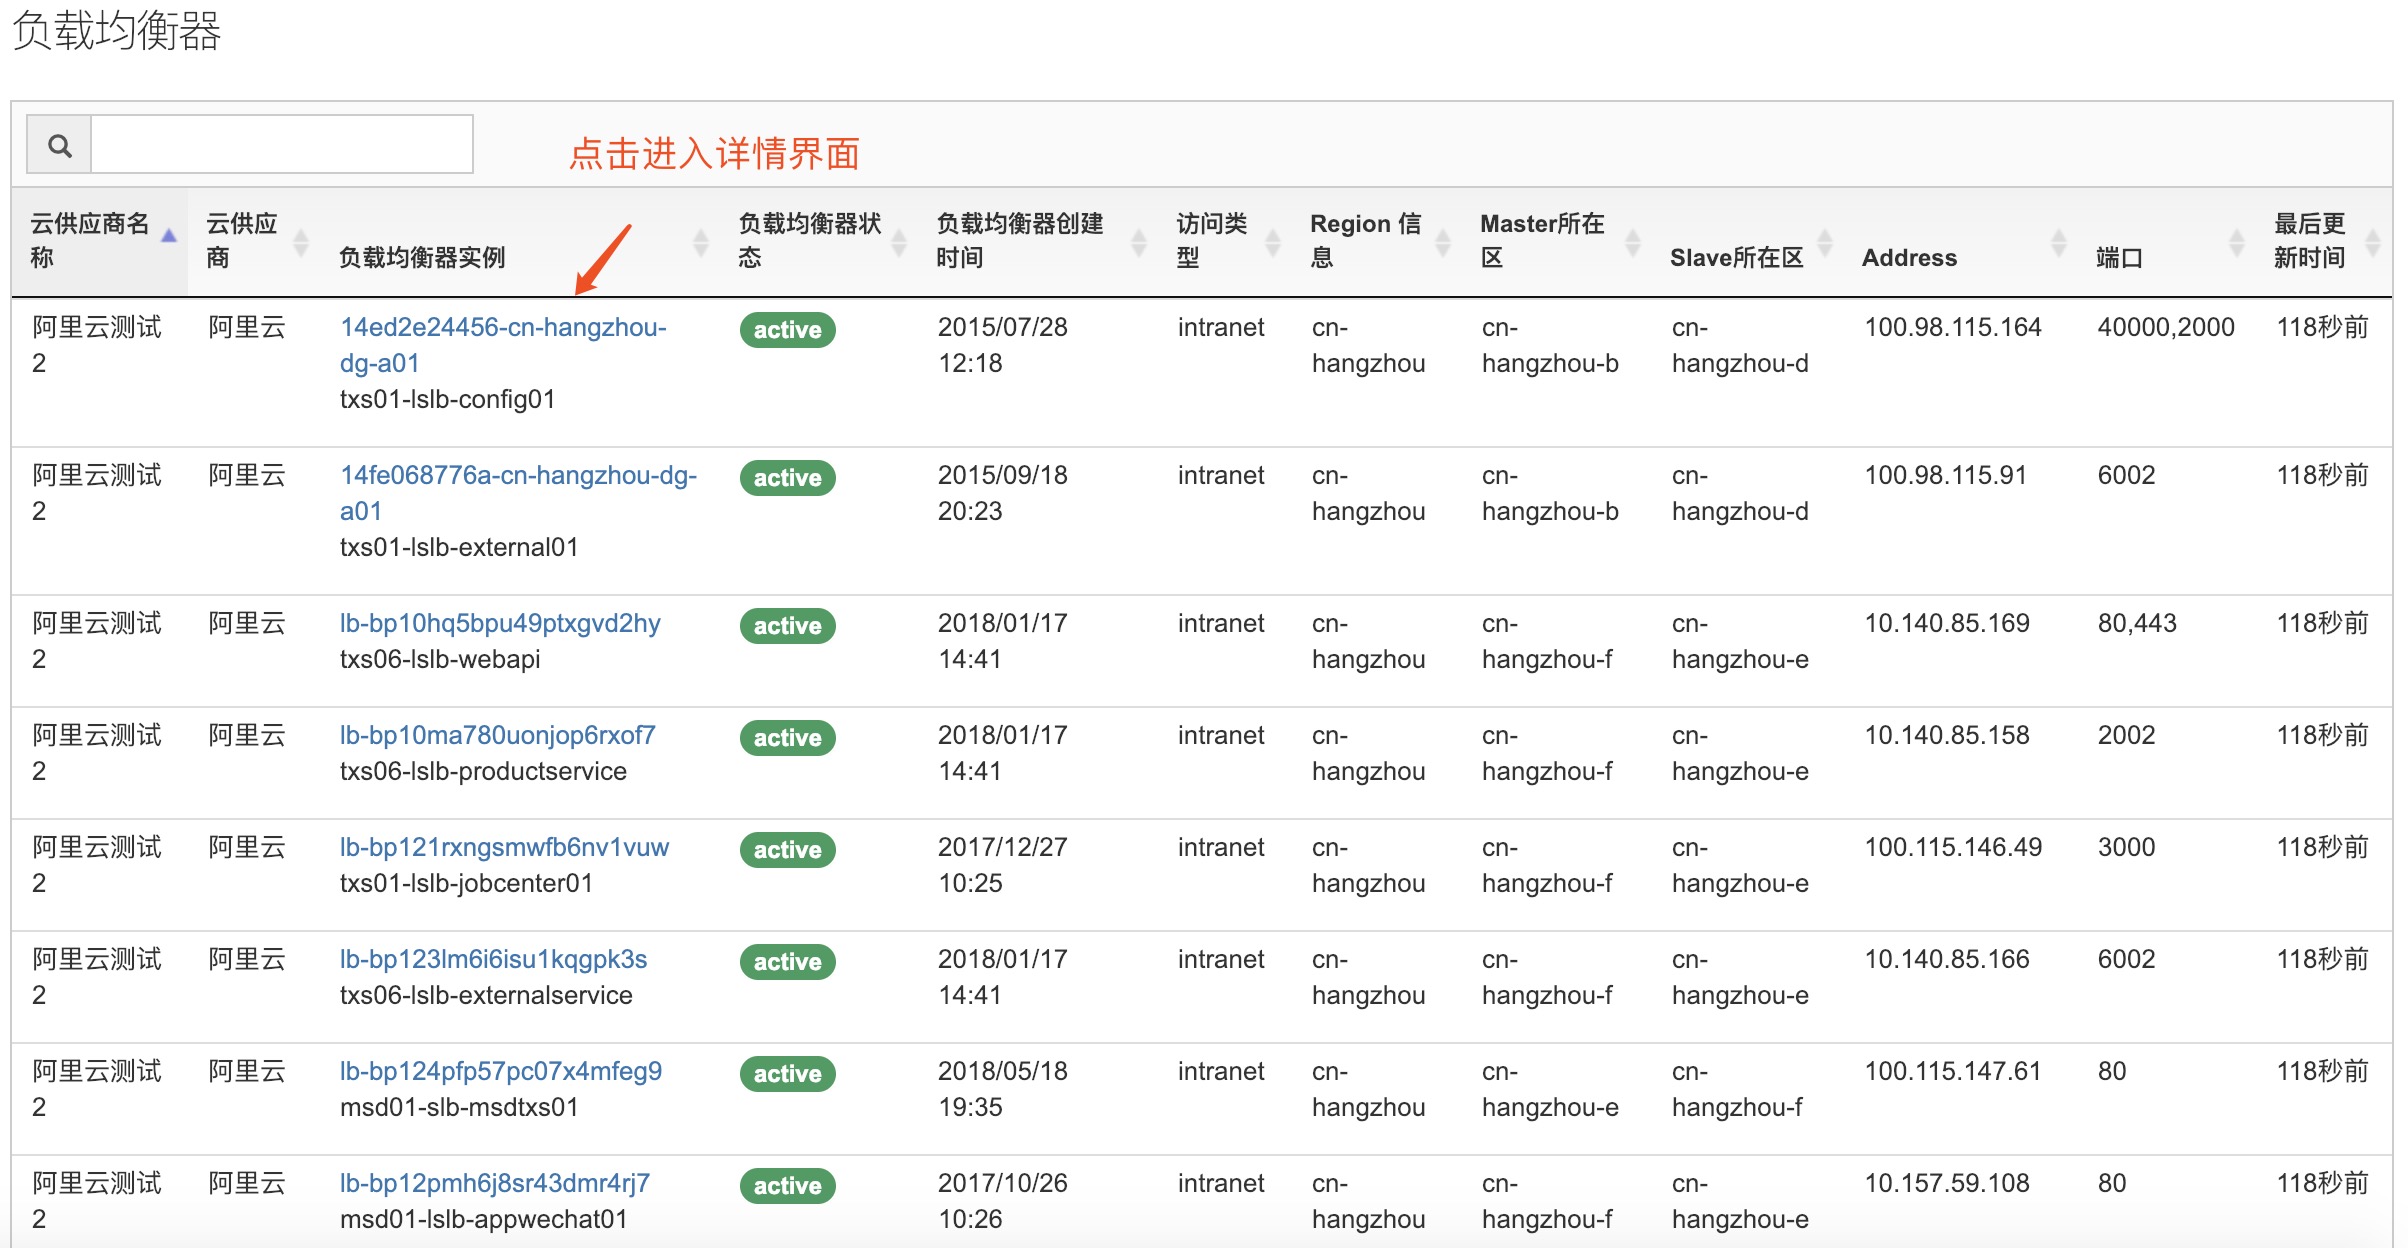 负载均衡器
点击进入详情界面
云供应商名称 云供应商 负载均衡器实例 负载均衡器状态 负载均衡器创建时间 访问类型 Region 信息 Master所在区 Slave所在区 Address 端口 最后更新时间
阿里云测试2 阿里云 14ed2e24456-cn-hangzhou-dg-a01 txs01-lslb-config01 active 2015/07/28 12:18 intranet cn-hangzhou cn-hangzhou-b cn-hangzhou-d 100.98.115.164 40000,2000 118秒前
阿里云测试2 阿里云 14fe068776a-cn-hangzhou-dg-a01 txs01-lslb-external01 active 2015/09/18 20:23 intranet cn-hangzhou cn-hangzhou-b cn-hangzhou-d 100.98.115.91 6002 118秒前
阿里云测试2 阿里云 lb-bp10hq5bpu49ptxgvd2hy txs06-lslb-webapi active 2018/01/17 14:41 intranet cn-hangzhou cn-hangzhou-f cn-hangzhou-e 10.140.85.169 80,443 118秒前
阿里云测试2 阿里云 lb-bp10ma780uonjop6rxof7 txs06-lslb-productservice active 2018/01/17 14:41 intranet cn-hangzhou cn-hangzhou-f cn-hangzhou-e 10.140.85.158 2002 118秒前
阿里云测试2 阿里云 lb-bp121rxngsmwfb6nv1vuw txs01-lslb-jobcenter01 active 2017/12/27 10:25 intranet cn-hangzhou cn-hangzhou-f cn-hangzhou-e 100.115.146.49 3000 118秒前
阿里云测试2 阿里云 lb-bp123lm6i6isu1kqgpk3s txs06-lslb-externalservice active 2018/01/17 14:41 intranet cn-hangzhou cn-hangzhou-f cn-hangzhou-e 10.140.85.166 6002 118秒前
阿里云测试2 阿里云 lb-bp124pfp57pc07x4mfeg9 msd01-slb-msdtxs01 active 2018/05/18 19:35 intranet cn-hangzhou cn-hangzhou-e cn-hangzhou-f 100.115.147.61 80 118秒前
阿里云测试2 阿里云 lb-bp12pmh6j8sr43dmr4rj7 msd01-lslb-appwechat01 active 2017/10/26 10:26 intranet cn-hangzhou cn-hangzhou-f cn-hangzhou-e 10.157.59.108 80 118秒前